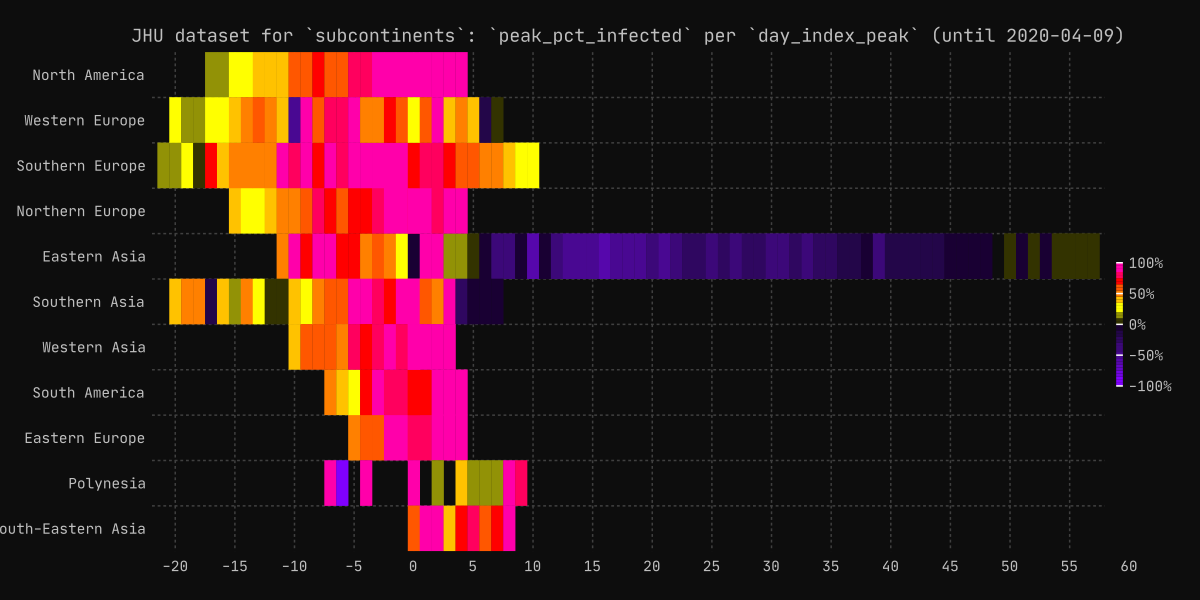 JHU dataset for `subcontinents`: `peak_pct_infected` per `day_index_peak` (until 2020-04-09)
North America
Western Europe
Southern Europe
Northern Europe
Eastern Asia
Southern Asia
Western Asia
South America
Eastern Europe
Polynesia
outh-Eastern Asia
100%
50%
0%
-50%
-100%
-20 -15 -10 -5 0 5 10 15 20 25 30 35 40 45 50 55 60